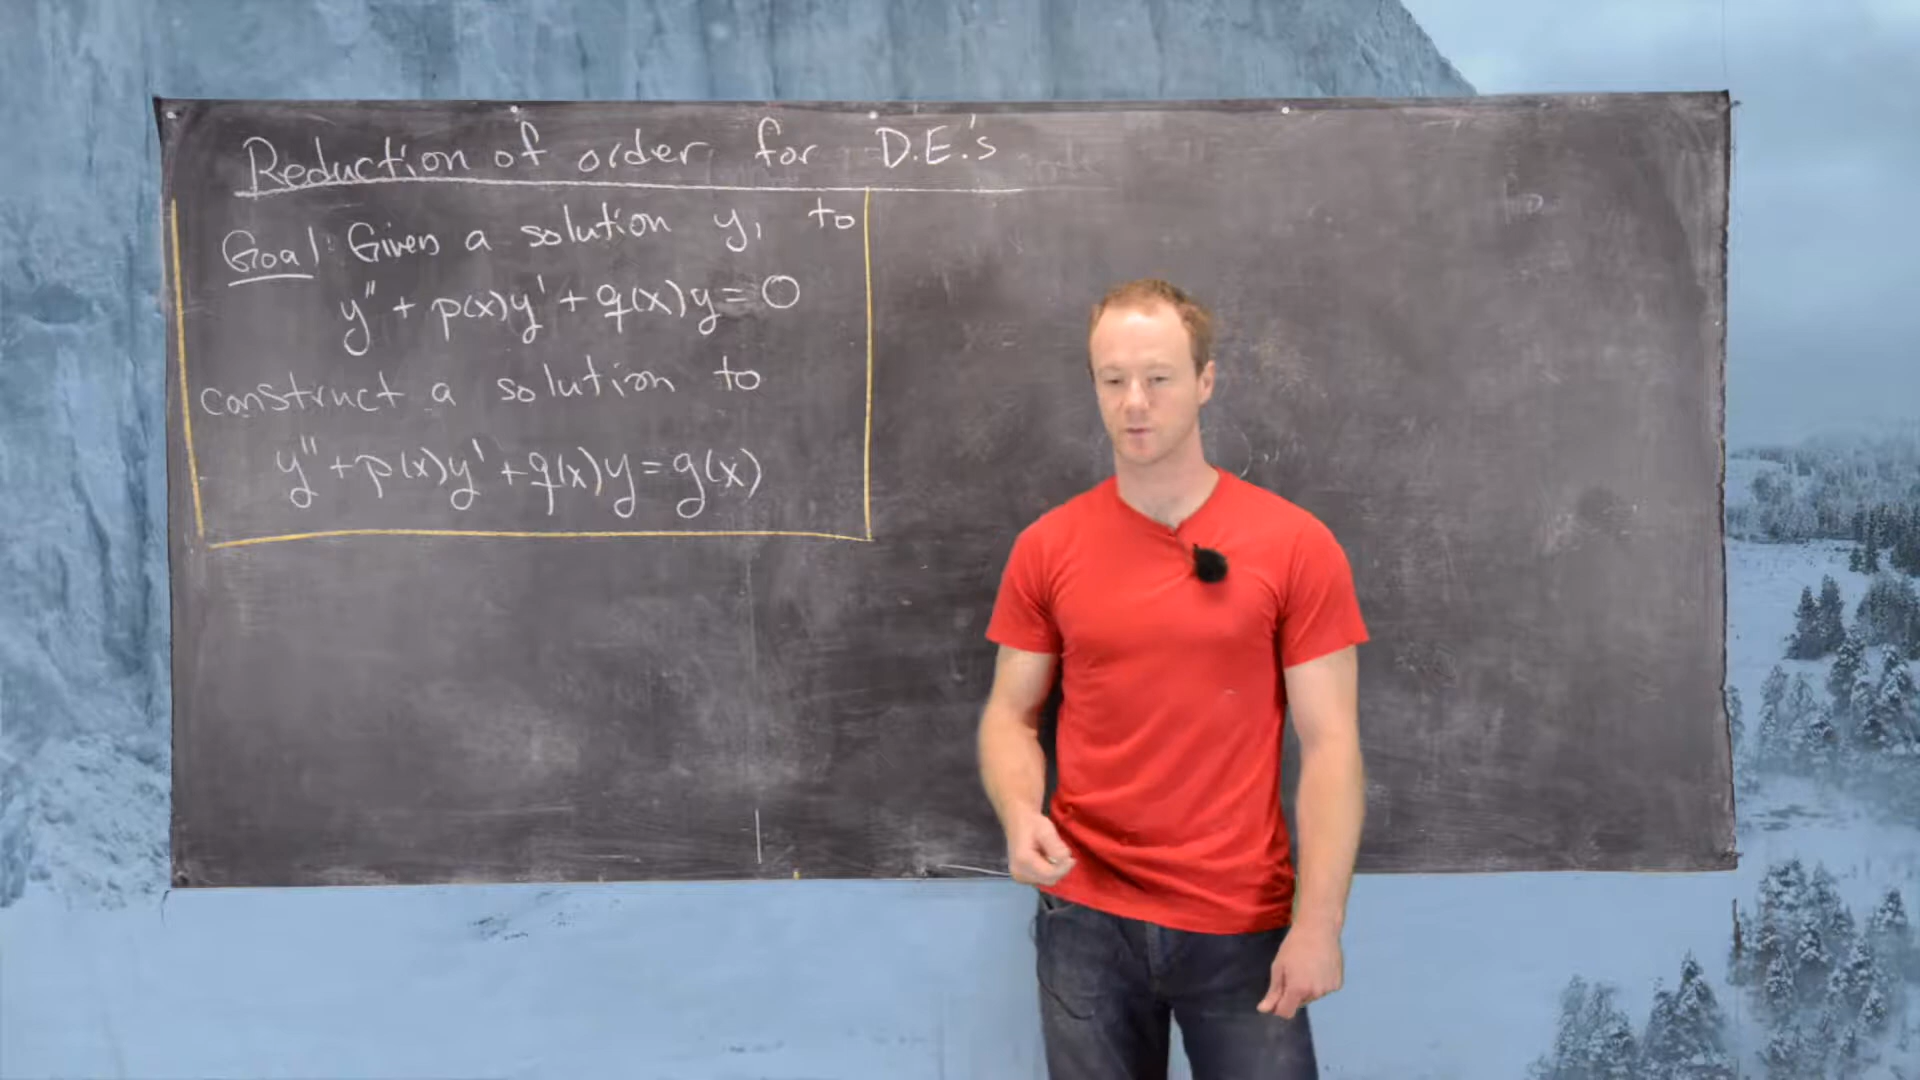 Reduction of order for D.E.'s
Goal: Given a solution y₁ to
y'' + p(x)y' + q(x)y = 0
construct a solution to
y'' + p(x)y' + q(x)y = g(x)